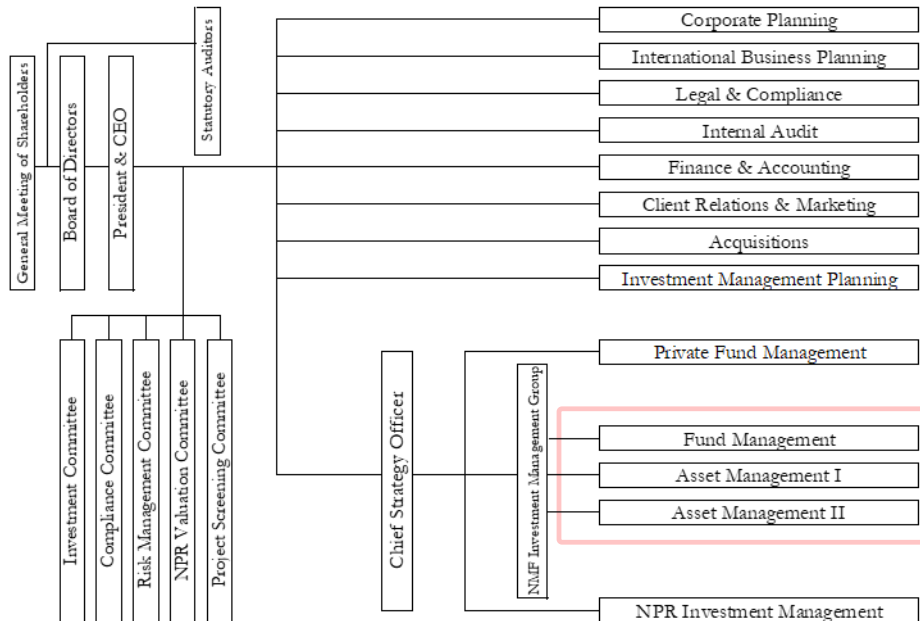 General Meeting of Shareholders
Board of Directors
President & CEO
Statutory Auditors
Corporate Planning
International Business Planning
Legal & Compliance
Internal Audit
Finance & Accounting
Client Relations & Marketing
Acquisitions
Investment Management Planning
Investment Committee
Compliance Committee
Risk Management Committee
NPR Valuation Committee
Project Screening Committee
Chief Strategy Officer
Private Fund Management
NMF Investment Management Group
Fund Management
Asset Management I
Asset Management II
NPR Investment Management